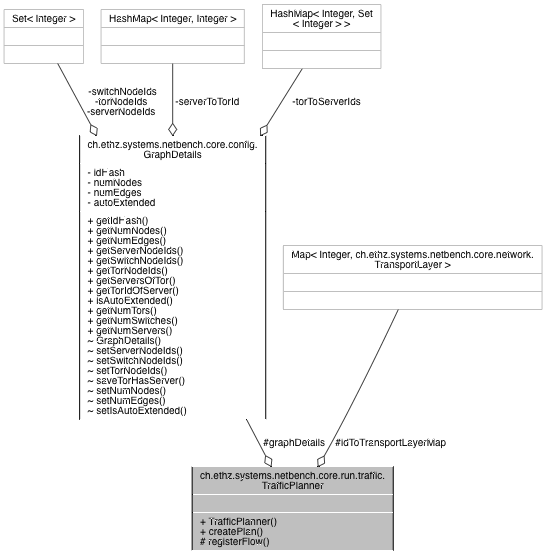 Set< Integer >
HashMap< Integer, Integer >
HashMap< Integer, Set
< Integer > >
-switchNodeIds
-torNodeIds
-serverNodeIds
-serverToTorId
-torToServerIds
ch.ethz.systems.netbench.core.config.
GraphDetails
- idHash
- numNodes
- numEdges
- autoExtended
+ getIdHash()
+ getNumNodes()
+ getNumEdges()
+ getServerNodeIds()
+ getSwitchNodeIds()
+ getTorNodeIds()
+ getServersOfTor()
+ getTorIdOfServer()
+ isAutoExtended()
+ getNumTors()
+ getNumSwitches()
+ getNumServers()
~ GraphDetails()
~ setServerNodeIds()
~ setSwitchNodeIds()
~ setTorNodeIds()
~ saveTorHasServer()
~ setNumNodes()
~ setNumEdges()
~ setIsAutoExtended()
Map< Integer, ch.ethz.systems.netbench.core.network.
TransportLayer >
#graphDetails
#idToTransportLayerMap
ch.ethz.systems.netbench.core.run.traffic.
TrafficPlanner
+ TrafficPlanner()
+ createPlan()
# registerFlow()